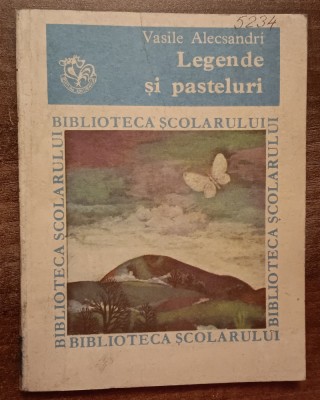 5234
Vasile Alecsandri
Legende
și pasteluri
BIBLIOTECA ȘCOLARULUI
BIBLIOTECA ȘCOLARULUI
BIBLIOTECA ȘCOLARULUI
BIBLIOTECA ȘCOLARULUI